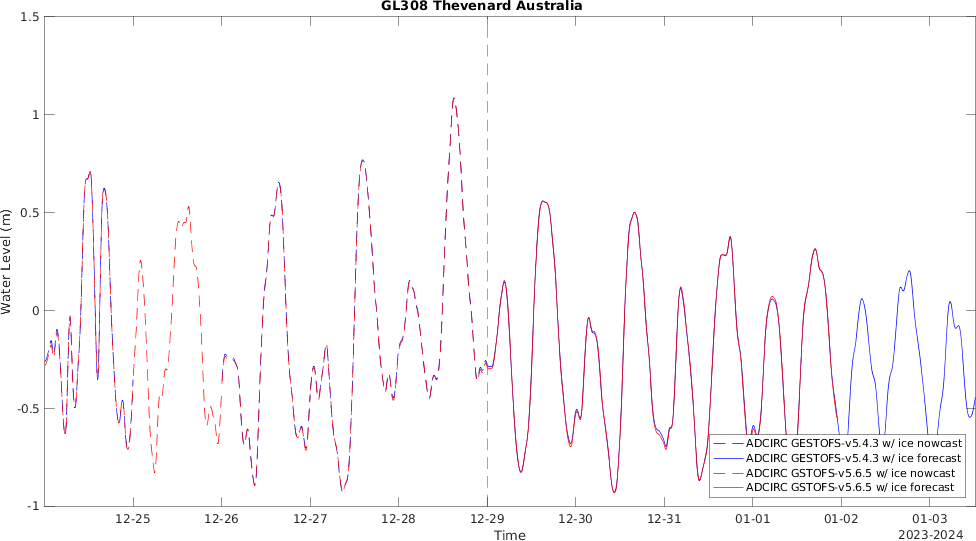 GL308 Thevenard Australia
1.5
1
0.5
0
-0.5
-1
Water Level (m)
12-25
12-26
12-27
12-28
12-29
12-30
12-31
01-01
01-02
01-03
Time
2023-2024
ADCIRC GESTOFS-v5.4.3 w/ ice nowcast
ADCIRC GESTOFS-v5.4.3 w/ ice forecast
ADCIRC GSTOFS-v5.6.5 w/ ice nowcast
ADCIRC GSTOFS-v5.6.5 w/ ice forecast